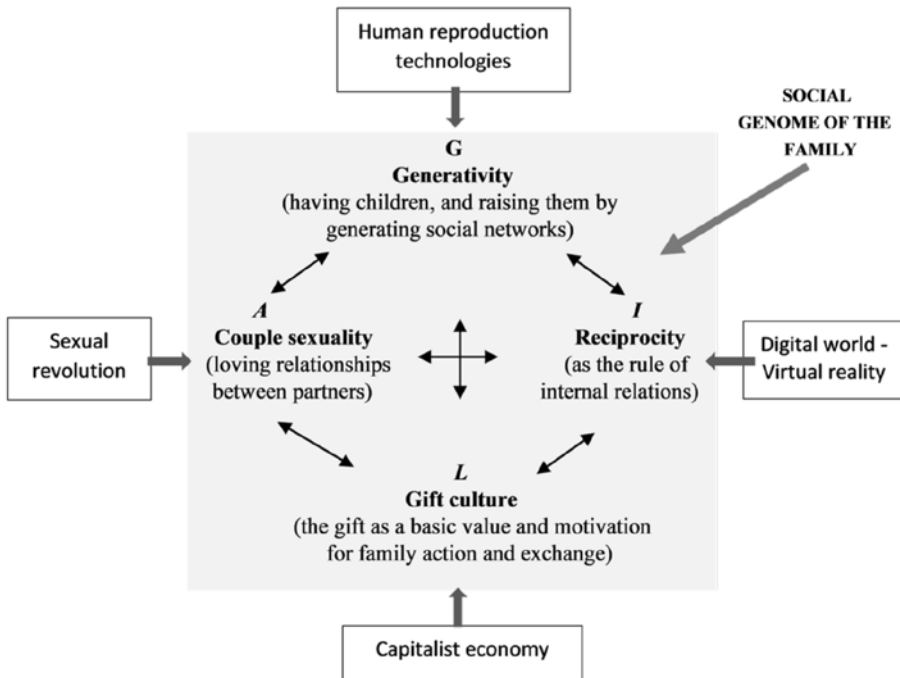 Human reproduction
technologies
SOCIAL
GENOME OF THE
FAMILY
G
Generativity
(having children, and raising them by
generating social networks)
A
Couple sexuality
(loving relationships
between partners)
I
Reciprocity
(as the rule of
internal relations)
Sexual
revolution
Digital world -
Virtual reality
L
Gift culture
(the gift as a basic value and motivation
for family action and exchange)
Capitalist economy